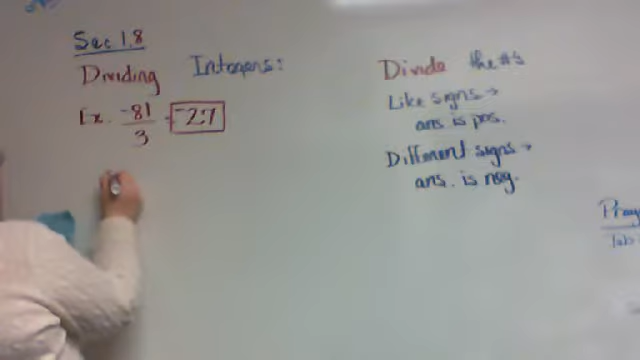 Sec 1.8
Dividing Integers:
Ex. -81/3 = -27
Divide the #s
Like signs →
ans. is pos.
Different signs →
ans. is neg.